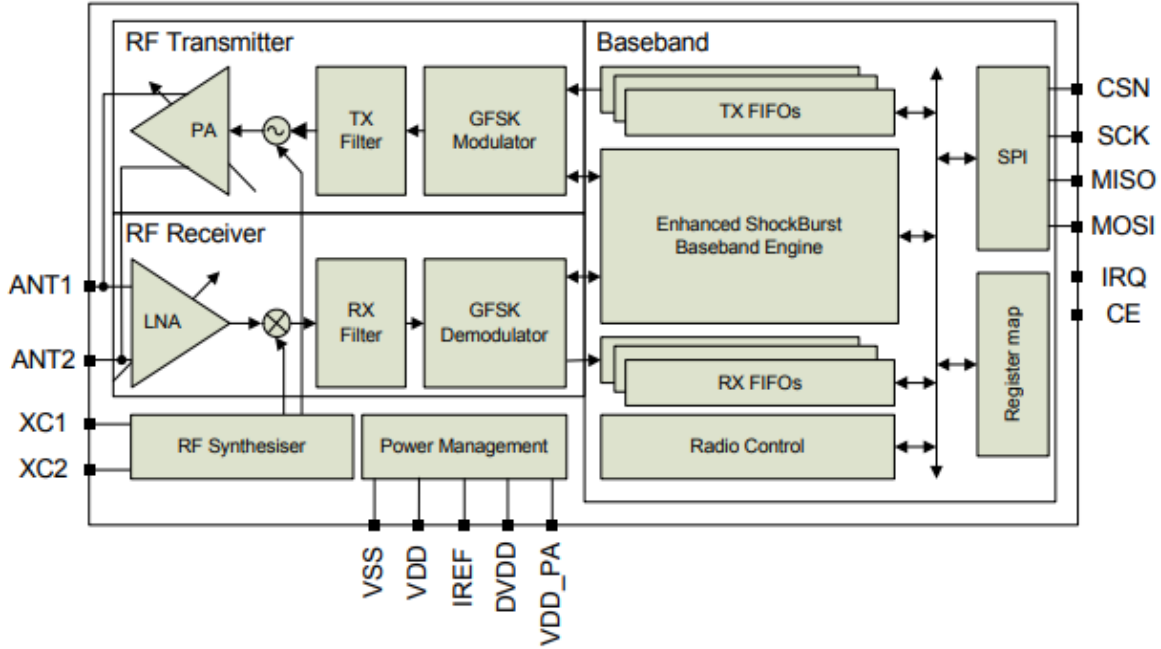 RF Transmitter
Baseband
PA
TX
Filter
GFSK
Modulator
TX FIFOs
SPI
CSN
SCK
MISO
MOSI
Enhanced ShockBurst
Baseband Engine
RF Receiver
ANT1
LNA
RX
Filter
GFSK
Demodulator
IRQ
CE
ANT2
RX FIFOs
Register map
XC1
XC2
RF Synthesiser
Power Management
Radio Control
VSS
VDD
IREF
DVDD
VDD_PA